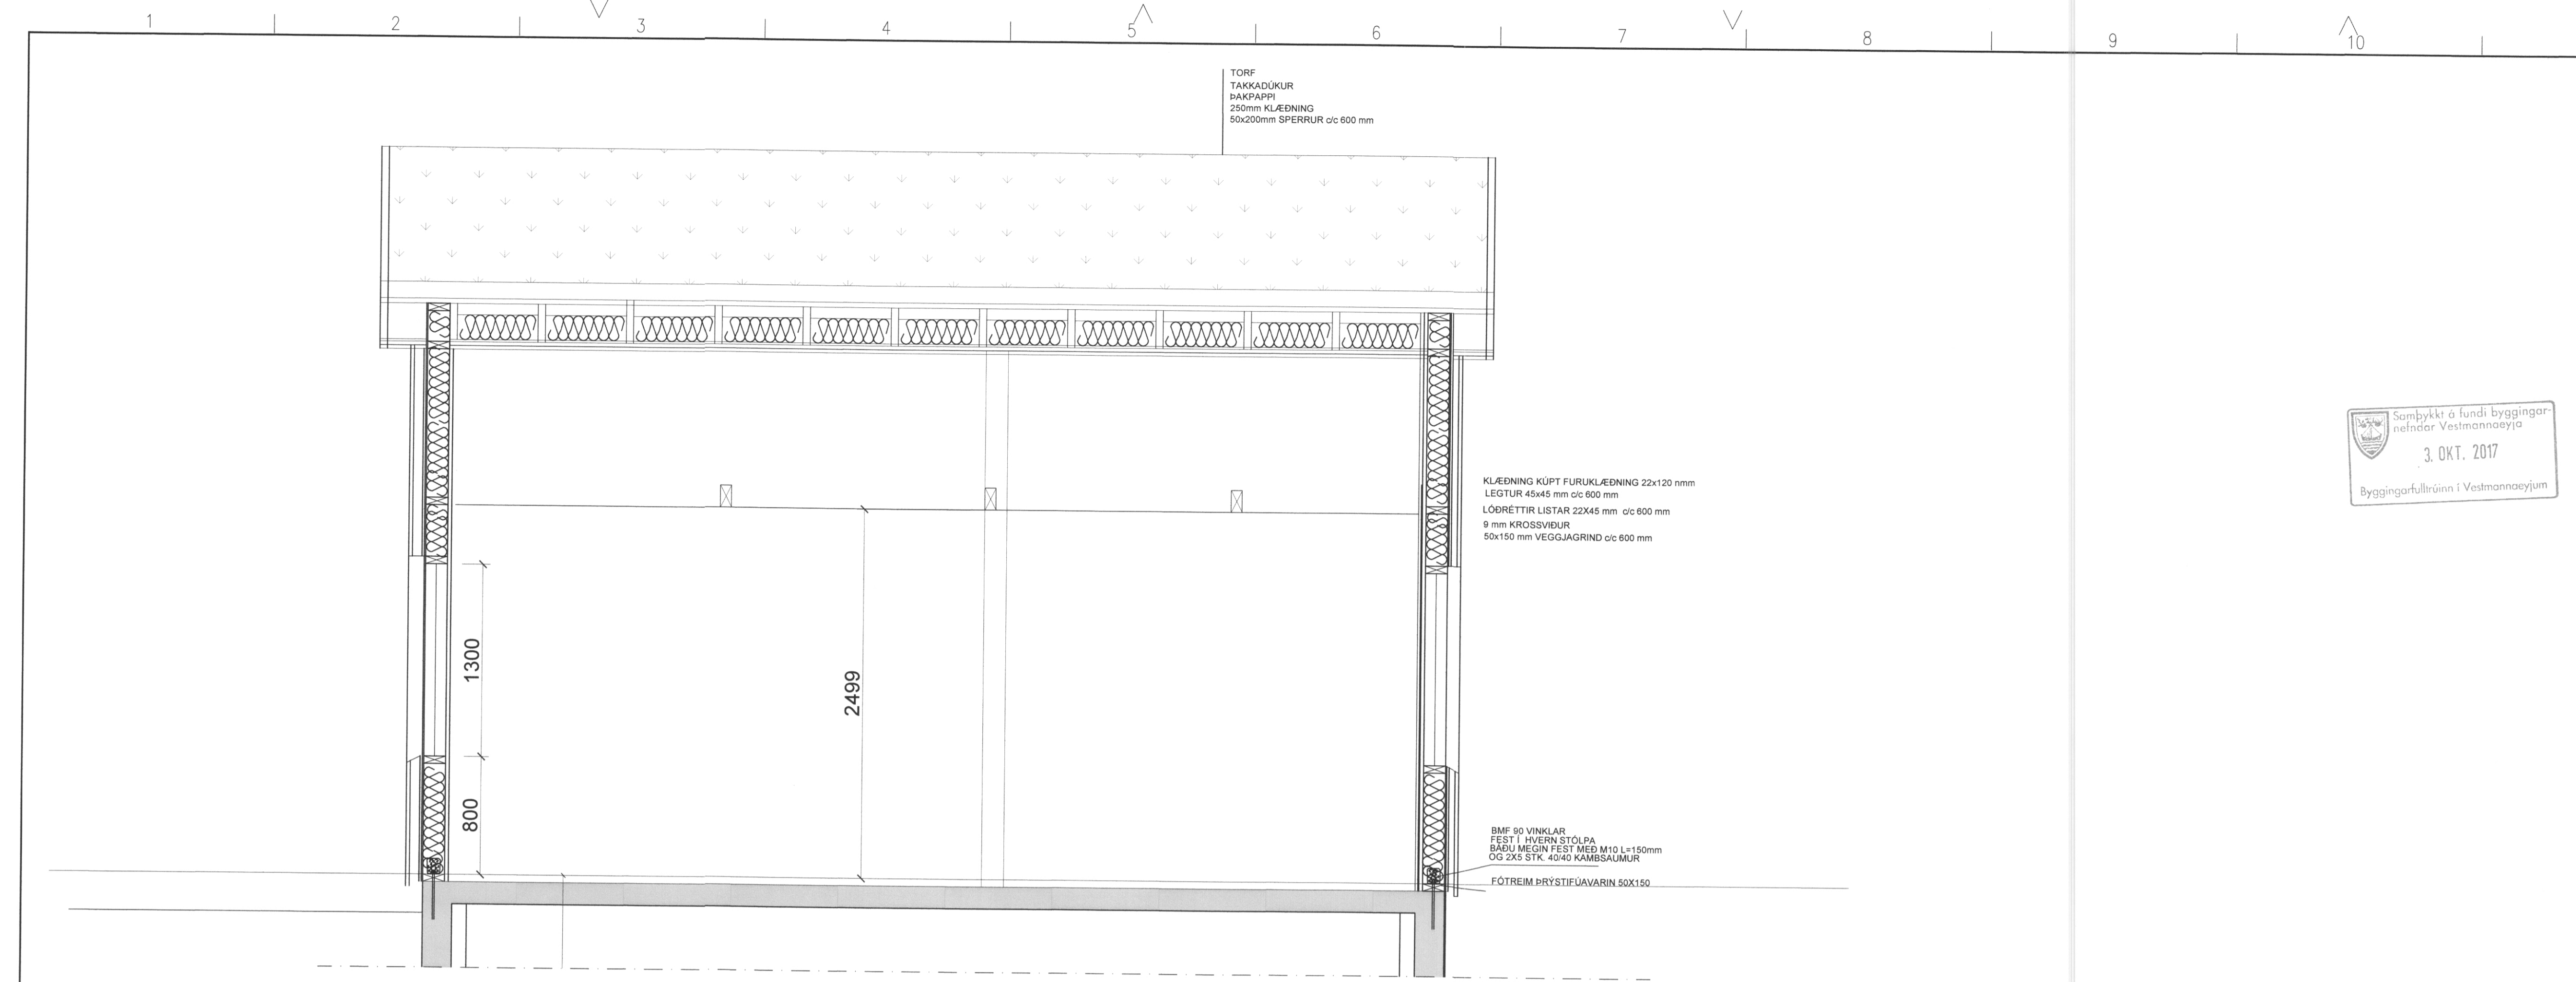 1 2 3 4 5 6 7 8 9 10
TORF
TAKKADÚKUR
ÞAKPAPPI
250mm KLÆÐNING
50x200mm SPERRUR c/c 600 mm
Samþykkt á fundi byggingar-
nefndar Vestmannaeyja
3. OKT. 2017
Byggingarfulltrúinn í Vestmannaeyjum
KLÆÐNING KÚPT FURUKLÆÐNING 22x120 nmm
LEGTUR 45x45 mm c/c 600 mm
LÓÐRÉTTIR LISTAR 22X45 mm c/c 600 mm
9 mm KROSSVIÐUR
50x150 mm VEGGJAGRIND c/c 600 mm
1300
2499
800
BMF 90 VINKLAR
FEST Í HVERN STÓLPA
BÁÐU MEGIN FEST MEÐ M10 L=150mm
OG 2X5 STK. 40/40 KAMBSAUMUR
FÓTREIM ÞRÝSTIFÚAVARIN 50X150